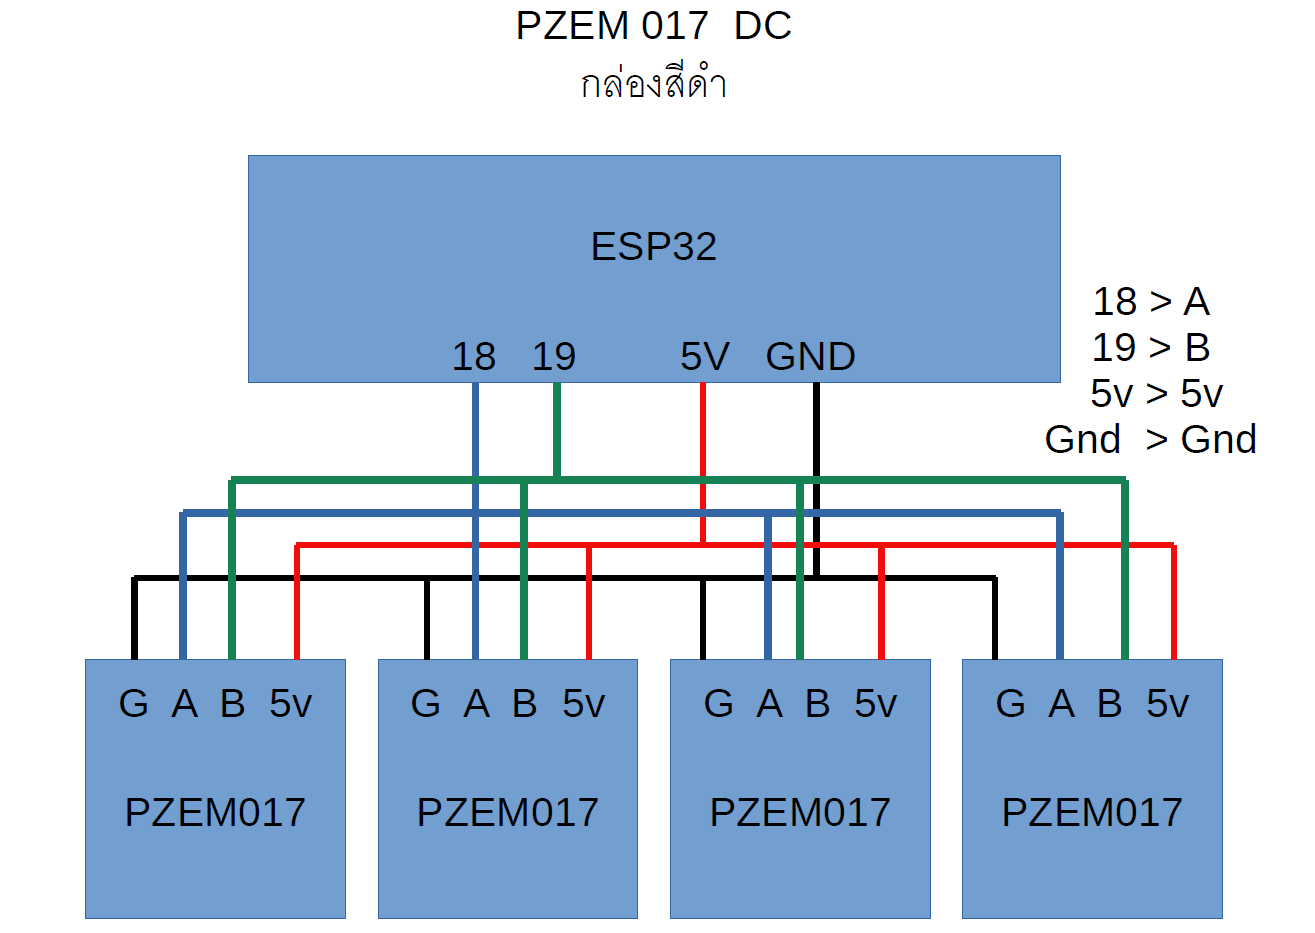 PZEM 017  DC
กล่องสีดำ
ESP32
18 19 5V GND
18 > A
19 > B
5v > 5v
Gnd  > Gnd
G A B 5v
PZEM017
G A B 5v
PZEM017
G A B 5v
PZEM017
G A B 5v
PZEM017